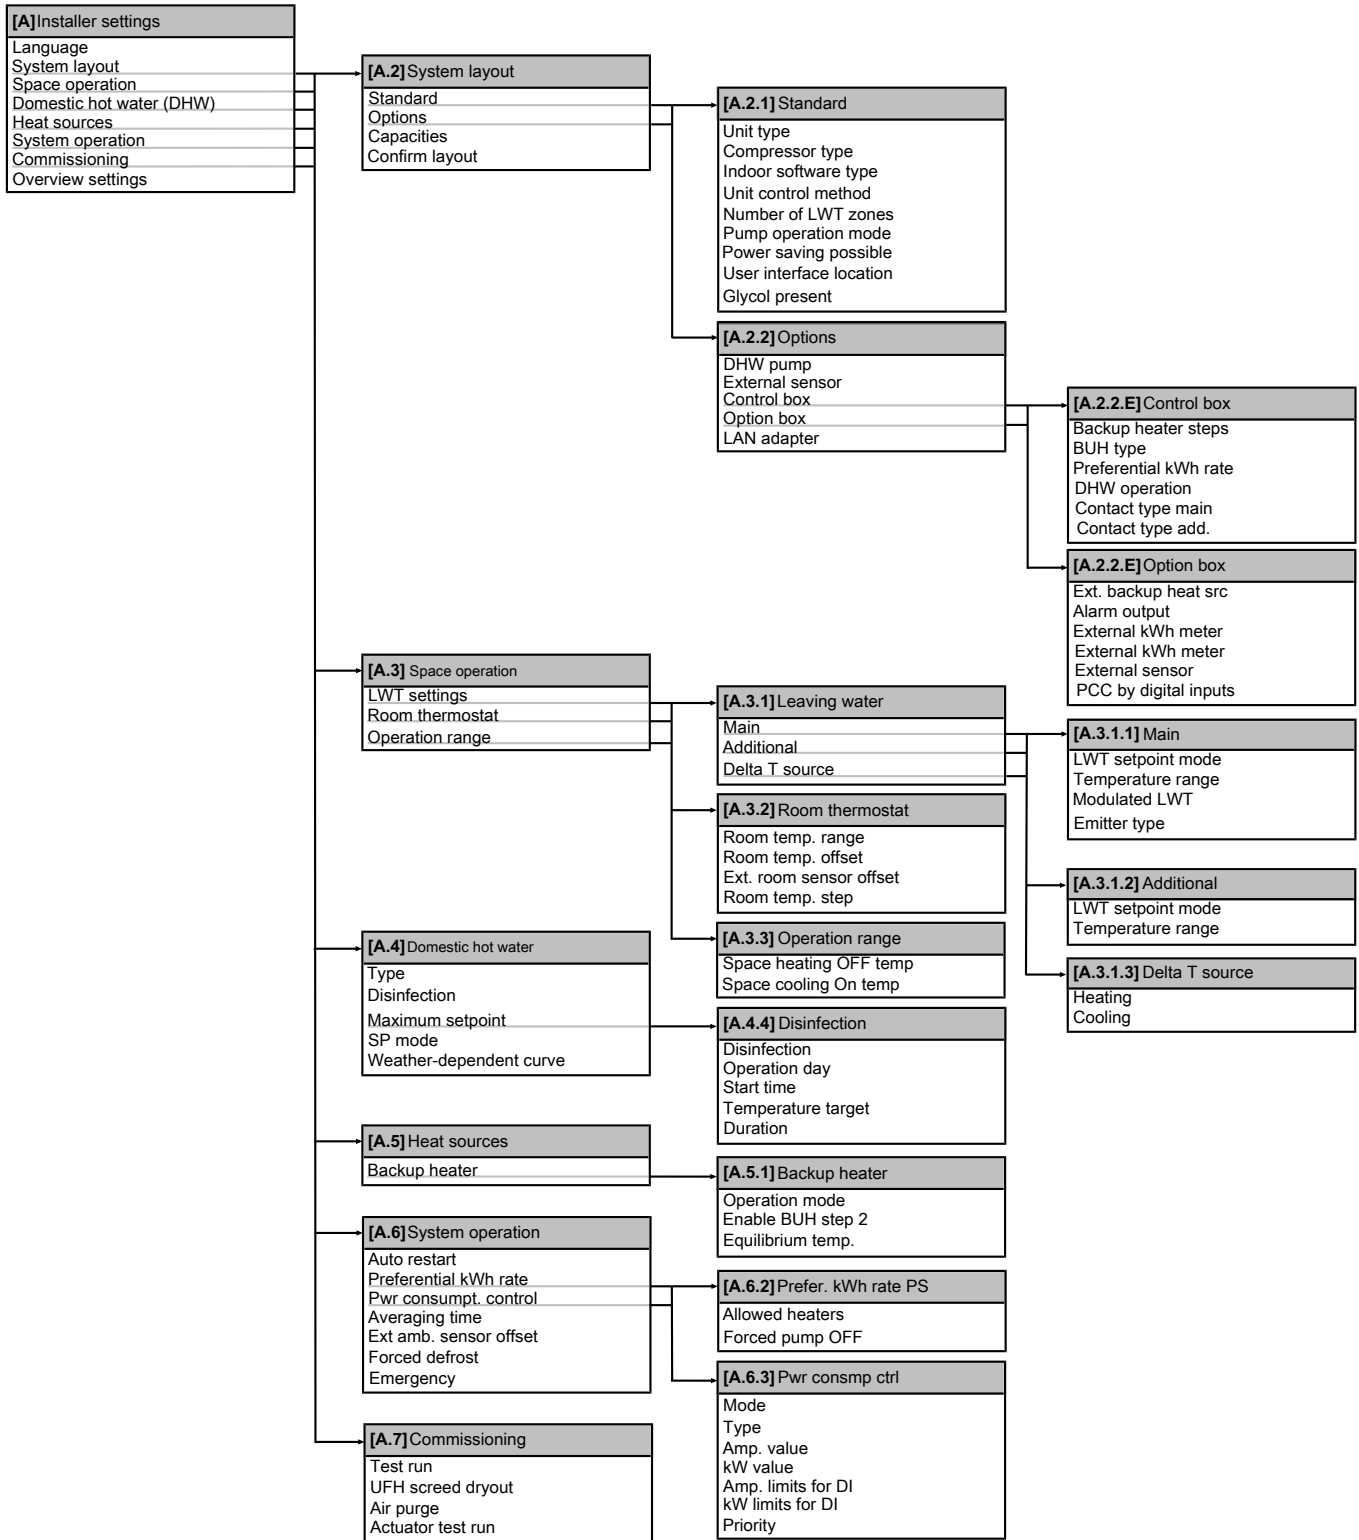 [A] Installer settings
Language
System layout
Space operation
Domestic hot water (DHW)
Heat sources
System operation
Commissioning
Overview settings
[A.2] System layout
Standard
Options
Capacities
Confirm layout
[A.2.1] Standard
Unit type
Compressor type
Indoor software type
Unit control method
Number of LWT zones
Pump operation mode
Power saving possible
User interface location
Glycol present
[A.2.2] Options
DHW pump
External sensor
Control box
Option box
LAN adapter
[A.2.2.E] Control box
Backup heater steps
BUH type
Preferential kWh rate
DHW operation
Contact type main
Contact type add.
[A.2.2.E] Option box
Ext. backup heat src
Alarm output
External kWh meter
External kWh meter
External sensor
PCC by digital inputs
[A.3] Space operation
LWT settings
Room thermostat
Operation range
[A.3.1] Leaving water
Main
Additional
Delta T source
[A.3.1.1] Main
LWT setpoint mode
Temperature range
Modulated LWT
Emitter type
[A.3.2] Room thermostat
Room temp. range
Room temp. offset
Ext. room sensor offset
Room temp. step
[A.3.1.2] Additional
LWT setpoint mode
Temperature range
[A.3.3] Operation range
Space heating OFF temp
Space cooling On temp
[A.3.1.3] Delta T source
Heating
Cooling
[A.4] Domestic hot water
Type
Disinfection
Maximum setpoint
SP mode
Weather-dependent curve
[A.4.4] Disinfection
Disinfection
Operation day
Start time
Temperature target
Duration
[A.5] Heat sources
Backup heater
[A.5.1] Backup heater
Operation mode
Enable BUH step 2
Equilibrium temp.
[A.6] System operation
Auto restart
Preferential kWh rate
Pwr consumpt. control
Averaging time
Ext amb. sensor offset
Forced defrost
Emergency
[A.6.2] Prefer. kWh rate PS
Allowed heaters
Forced pump OFF
[A.6.3] Pwr consmp ctrl
Mode
Type
Amp. value
kW value
Amp. limits for DI
kW limits for DI
Priority
[A.7] Commissioning
Test run
UFH screed dryout
Air purge
Actuator test run